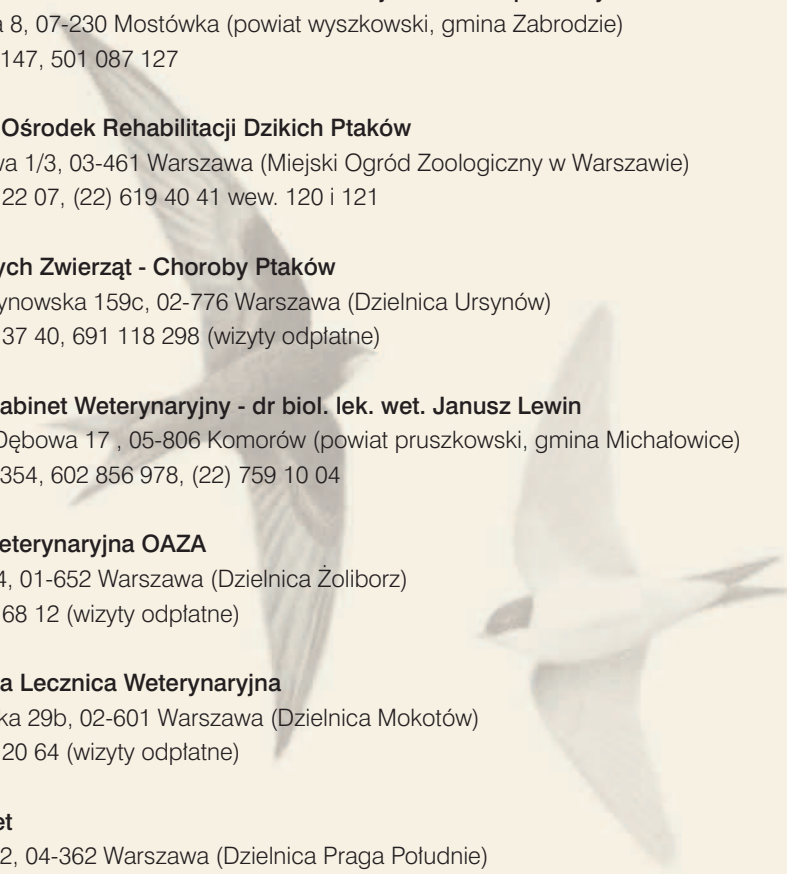 8, 07-230 Mostówka (powiat wyszkowski, gmina Zabrodzie)
147, 501 087 127
Ośrodek Rehabilitacji Dzikich Ptaków
1/3, 03-461 Warszawa (Miejski Ogród Zoologiczny w Warszawie)
22 07, (22) 619 40 41 wew. 120 i 121
Zwierząt - Choroby Ptaków
159c, 02-776 Warszawa (Dzielnica Ursynów)
37 40, 691 118 298 (wizyty odpłatne)
abinet Weterynaryjny - dr biol. lek. wet. Janusz Lewin
Dębowa 17 , 05-806 Komorów (powiat pruszkowski, gmina Michałowice)
354, 602 856 978, (22) 759 10 04
eterynaryjna OAZA
4, 01-652 Warszawa (Dzielnica Żoliborz)
68 12 (wizyty odpłatne)
a Lecznica Weterynaryjna
ka 29b, 02-601 Warszawa (Dzielnica Mokotów)
20 64 (wizyty odpłatne)
et
2, 04-362 Warszawa (Dzielnica Praga Południe)